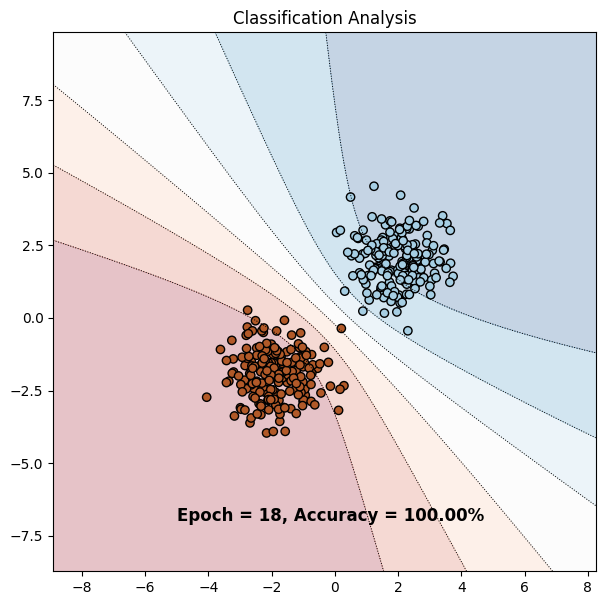 Classification Analysis
7.5
5.0
2.5
0.0
−2.5
−5.0
−7.5
Epoch = 18, Accuracy = 100.00%
−8 −6 −4 −2 0 2 4 6 8